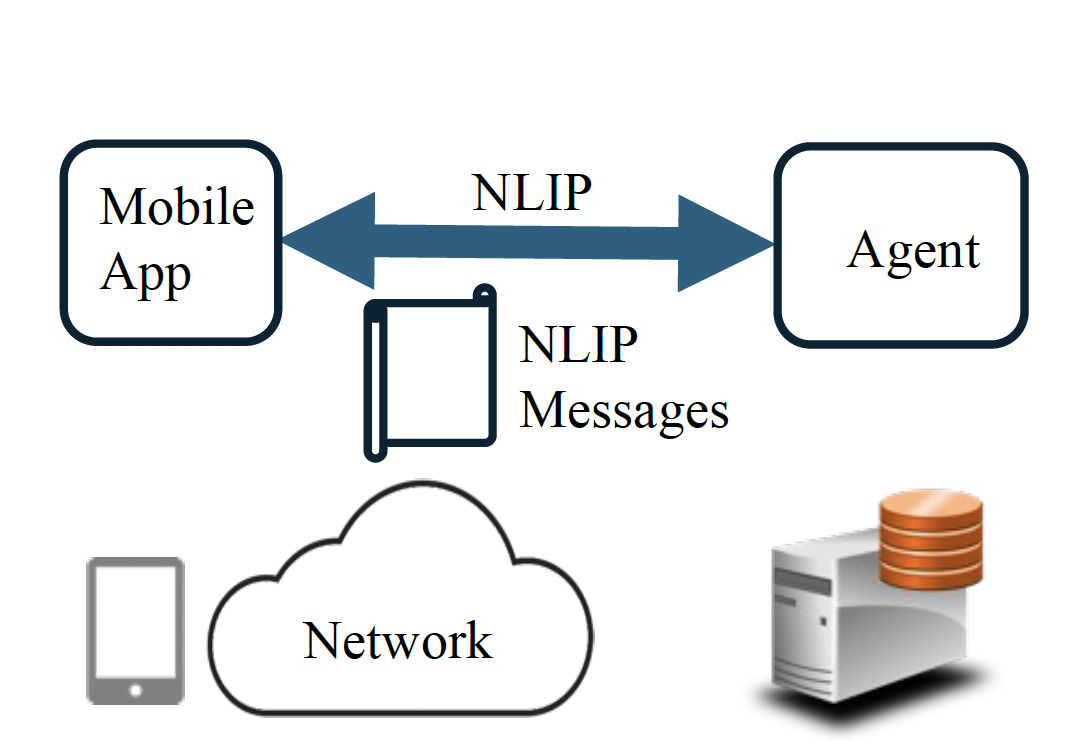 NLIP
Mobile
App
Agent
NLIP
Messages
Network